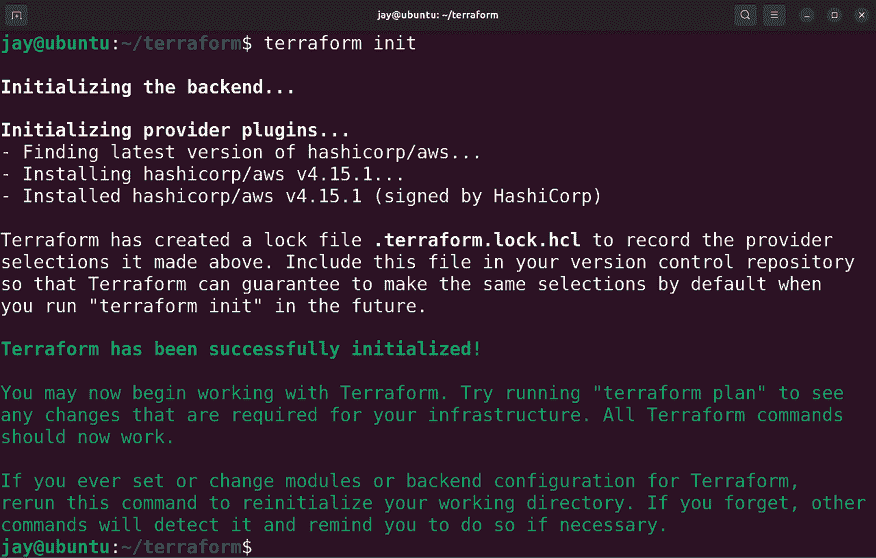 jay@ubuntu: ~/terraform
jay@ubuntu:~/terraform$ terraform init
Initializing the backend...
Initializing provider plugins...
- Finding latest version of hashicorp/aws...
- Installing hashicorp/aws v4.15.1...
- Installed hashicorp/aws v4.15.1 (signed by HashiCorp)
Terraform has created a lock file .terraform.lock.hcl to record the provider
selections it made above. Include this file in your version control repository
so that Terraform can guarantee to make the same selections by default when
you run "terraform init" in the future.
Terraform has been successfully initialized!
You may now begin working with Terraform. Try running "terraform plan" to see
any changes that are required for your infrastructure. All Terraform commands
should now work.
If you ever set or change modules or backend configuration for Terraform,
rerun this command to reinitialize your working directory. If you forget, other
commands will detect it and remind you to do so if necessary.
jay@ubuntu:~/terraform$